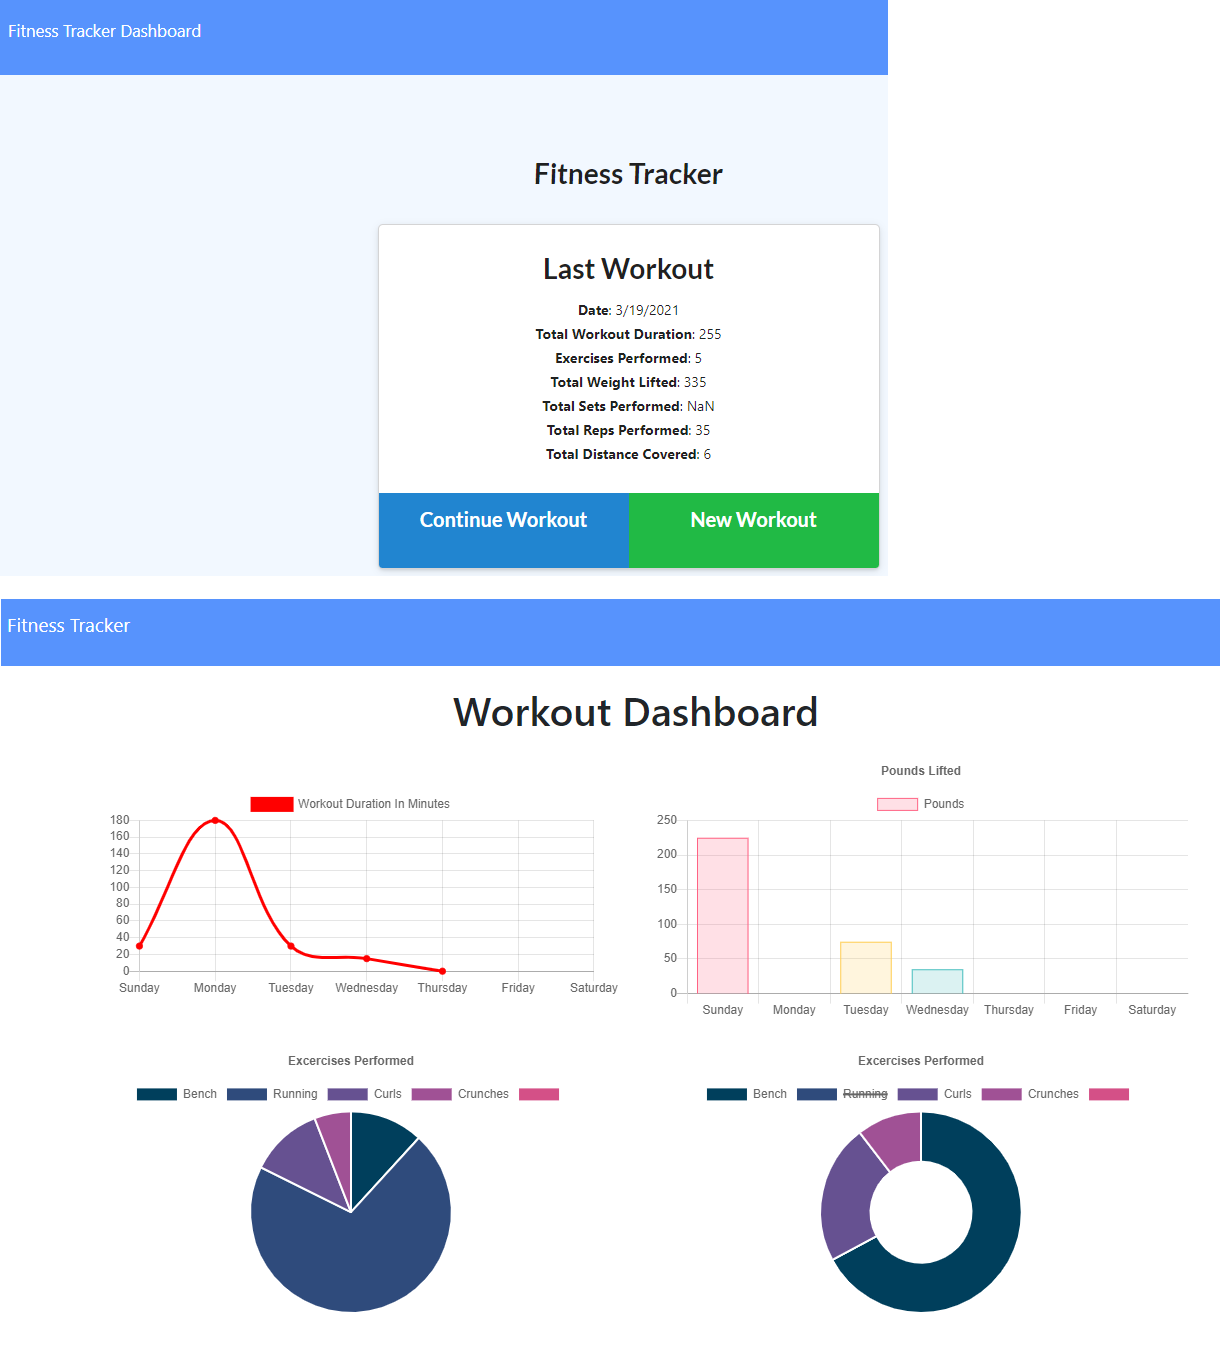 Fitness Tracker Dashboard
Fitness Tracker
Last Workout
Date: 3/19/2021
Total Workout Duration: 255
Exercises Performed: 5
Total Weight Lifted: 335
Total Sets Performed: NaN
Total Reps Performed: 35
Total Distance Covered: 6
Continue Workout New Workout
Fitness Tracker
Workout Dashboard
Workout Duration In Minutes
180
160
140
120
100
80
60
40
20
0
Sunday Monday Tuesday Wednesday Thursday Friday Saturday
Pounds Lifted
Pounds
250
200
150
100
50
0
Sunday Monday Tuesday Wednesday Thursday Friday Saturday
Excercises Performed
Bench Running Curls Crunches
Excercises Performed
Bench Running Curls Crunches